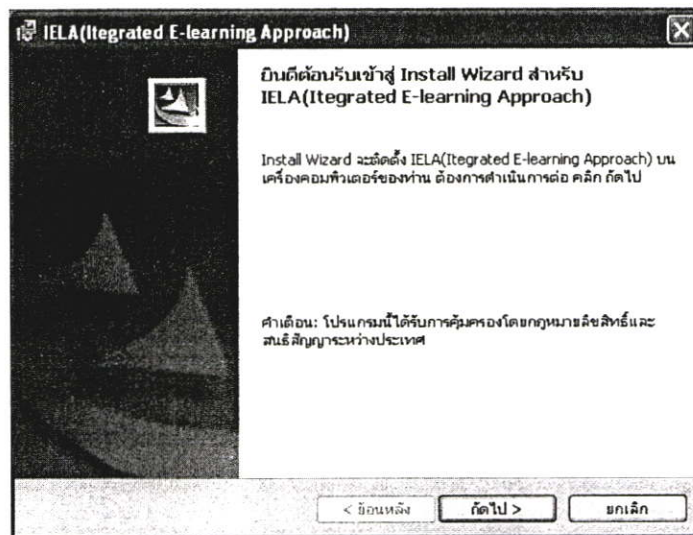 IELA(Itegrated E-learning Approach)
ยินดีต้อนรับเข้าสู่ Install Wizard สำหรับ
IELA(Itegrated E-learning Approach)
Install Wizard จะติดตั้ง IELA(Itegrated E-learning Approach) บน
เครื่องคอมพิวเตอร์ของท่าน ต้องการดำเนินการต่อ คลิก ถัดไป
คำเตือน: โปรแกรมนี้ได้รับการคุ้มครองโดยกฎหมายลิขสิทธิ์และ
สนธิสัญญาระหว่างประเทศ
< ย้อนหลัง
ถัดไป >
ยกเลิก